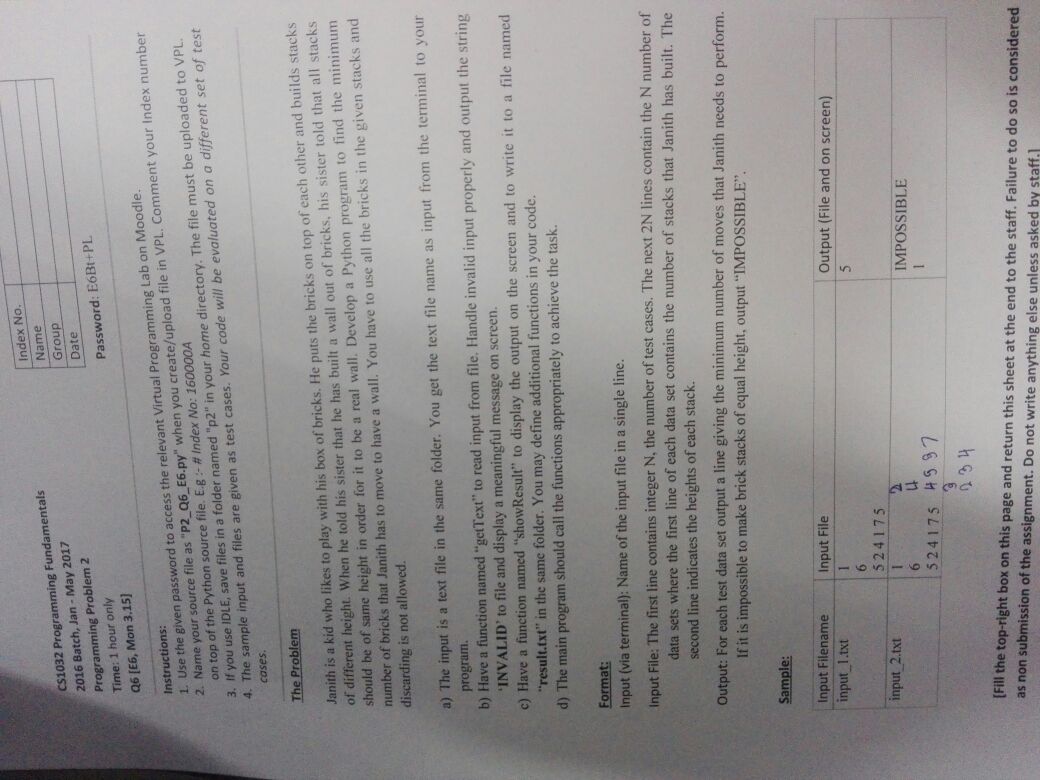 CS1032 Programming Fundamentals
2016 Batch, Jan - May 2017
Programming Problem 2
Time: 1 hour only
Q6 [E6, Mon 3.15]
Index No.
Name
Group
Date
Password: E6Bt+PL
Instructions:
1. Use the given password to access the relevant Virtual Programming Lab on Moodle.
2. Name your source file as "P2_Q6_E6.py" when you create/upload file in VPL. Comment your Index number
on top of the Python source file. E.g :- # Index No: 160000A
3. If you use IDLE, save files in a folder named "p2" in your home directory. The file must be uploaded to VPL.
4. The sample input and files are given as test cases. Your code will be evaluated on a different set of test
cases.
The Problem
Janith is a kid who likes to play with his box of bricks. He puts the bricks on top of each other and builds stacks
of different height. When he told his sister that he has built a wall out of bricks, his sister told that all stacks
should be of same height in order for it to be a real wall. Develop a Python program to find the minimum
number of bricks that Janith has to move to have a wall. You have to use all the bricks in the given stacks and
discarding is not allowed.
a) The input is a text file in the same folder. You get the text file name as input from the terminal to your
program.
b) Have a function named “getText” to read input from file. Handle invalid input properly and output the string
‘INVALID’ to file and display a meaningful message on screen.
c) Have a function named “showResult” to display the output on the screen and to write it to a file named
“result.txt” in the same folder. You may define additional functions in your code.
d) The main program should call the functions appropriately to achieve the task.
Format:
Input (via terminal): Name of the input file in a single line.
Input File: The first line contains integer N, the number of test cases. The next 2N lines contain the N number of
data sets where the first line of each data set contains the number of stacks that Janith has built. The
second line indicates the heights of each stack.
Output: For each test data set output a line giving the minimum number of moves that Janith needs to perform.
If it is impossible to make brick stacks of equal height, output “IMPOSSIBLE”.
Sample:
Input Filename
Input File
Output (File and on screen)
input_1.txt
1
6
5 2 4 1 7 5
5
input_2.txt
1
6
5 2 4 1 7 5
2
4
4 9 9 7
3
2 3 4
IMPOSSIBLE
1
[Fill the top-right box on this page and return this sheet at the end to the staff. Failure to do so is considered
as non submission of the assignment. Do not write anything else unless asked by staff.]